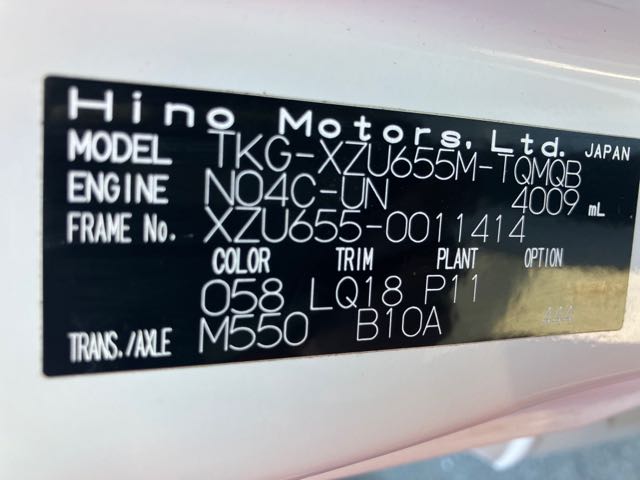 Hino Motors, Ltd. JAPAN
MODEL TKG-XZU655M-TQMQB
ENGINE N04C-UN 4009 mL
FRAME No. XZU655-0011414
COLOR TRIM PLANT OPTION
058 LQ18 P11
TRANS./AXLE M550 B10A 444